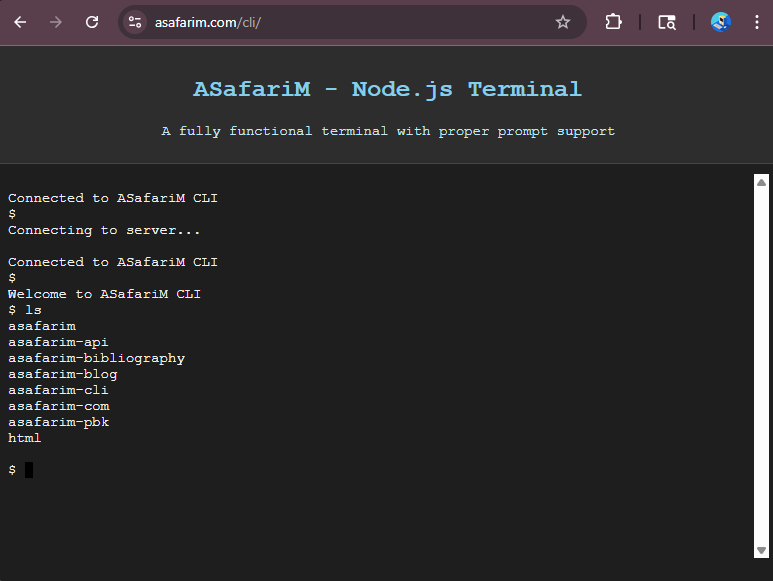 asafarim.com/cli/
ASafariM - Node.js Terminal
A fully functional terminal with proper prompt support
Connected to ASafariM CLI
$
Connecting to server...
Connected to ASafariM CLI
$
Welcome to ASafariM CLI
$ ls
asafarim
asafarim-api
asafarim-bibliography
asafarim-blog
asafarim-cli
asafarim-com
asafarim-pbk
html
$